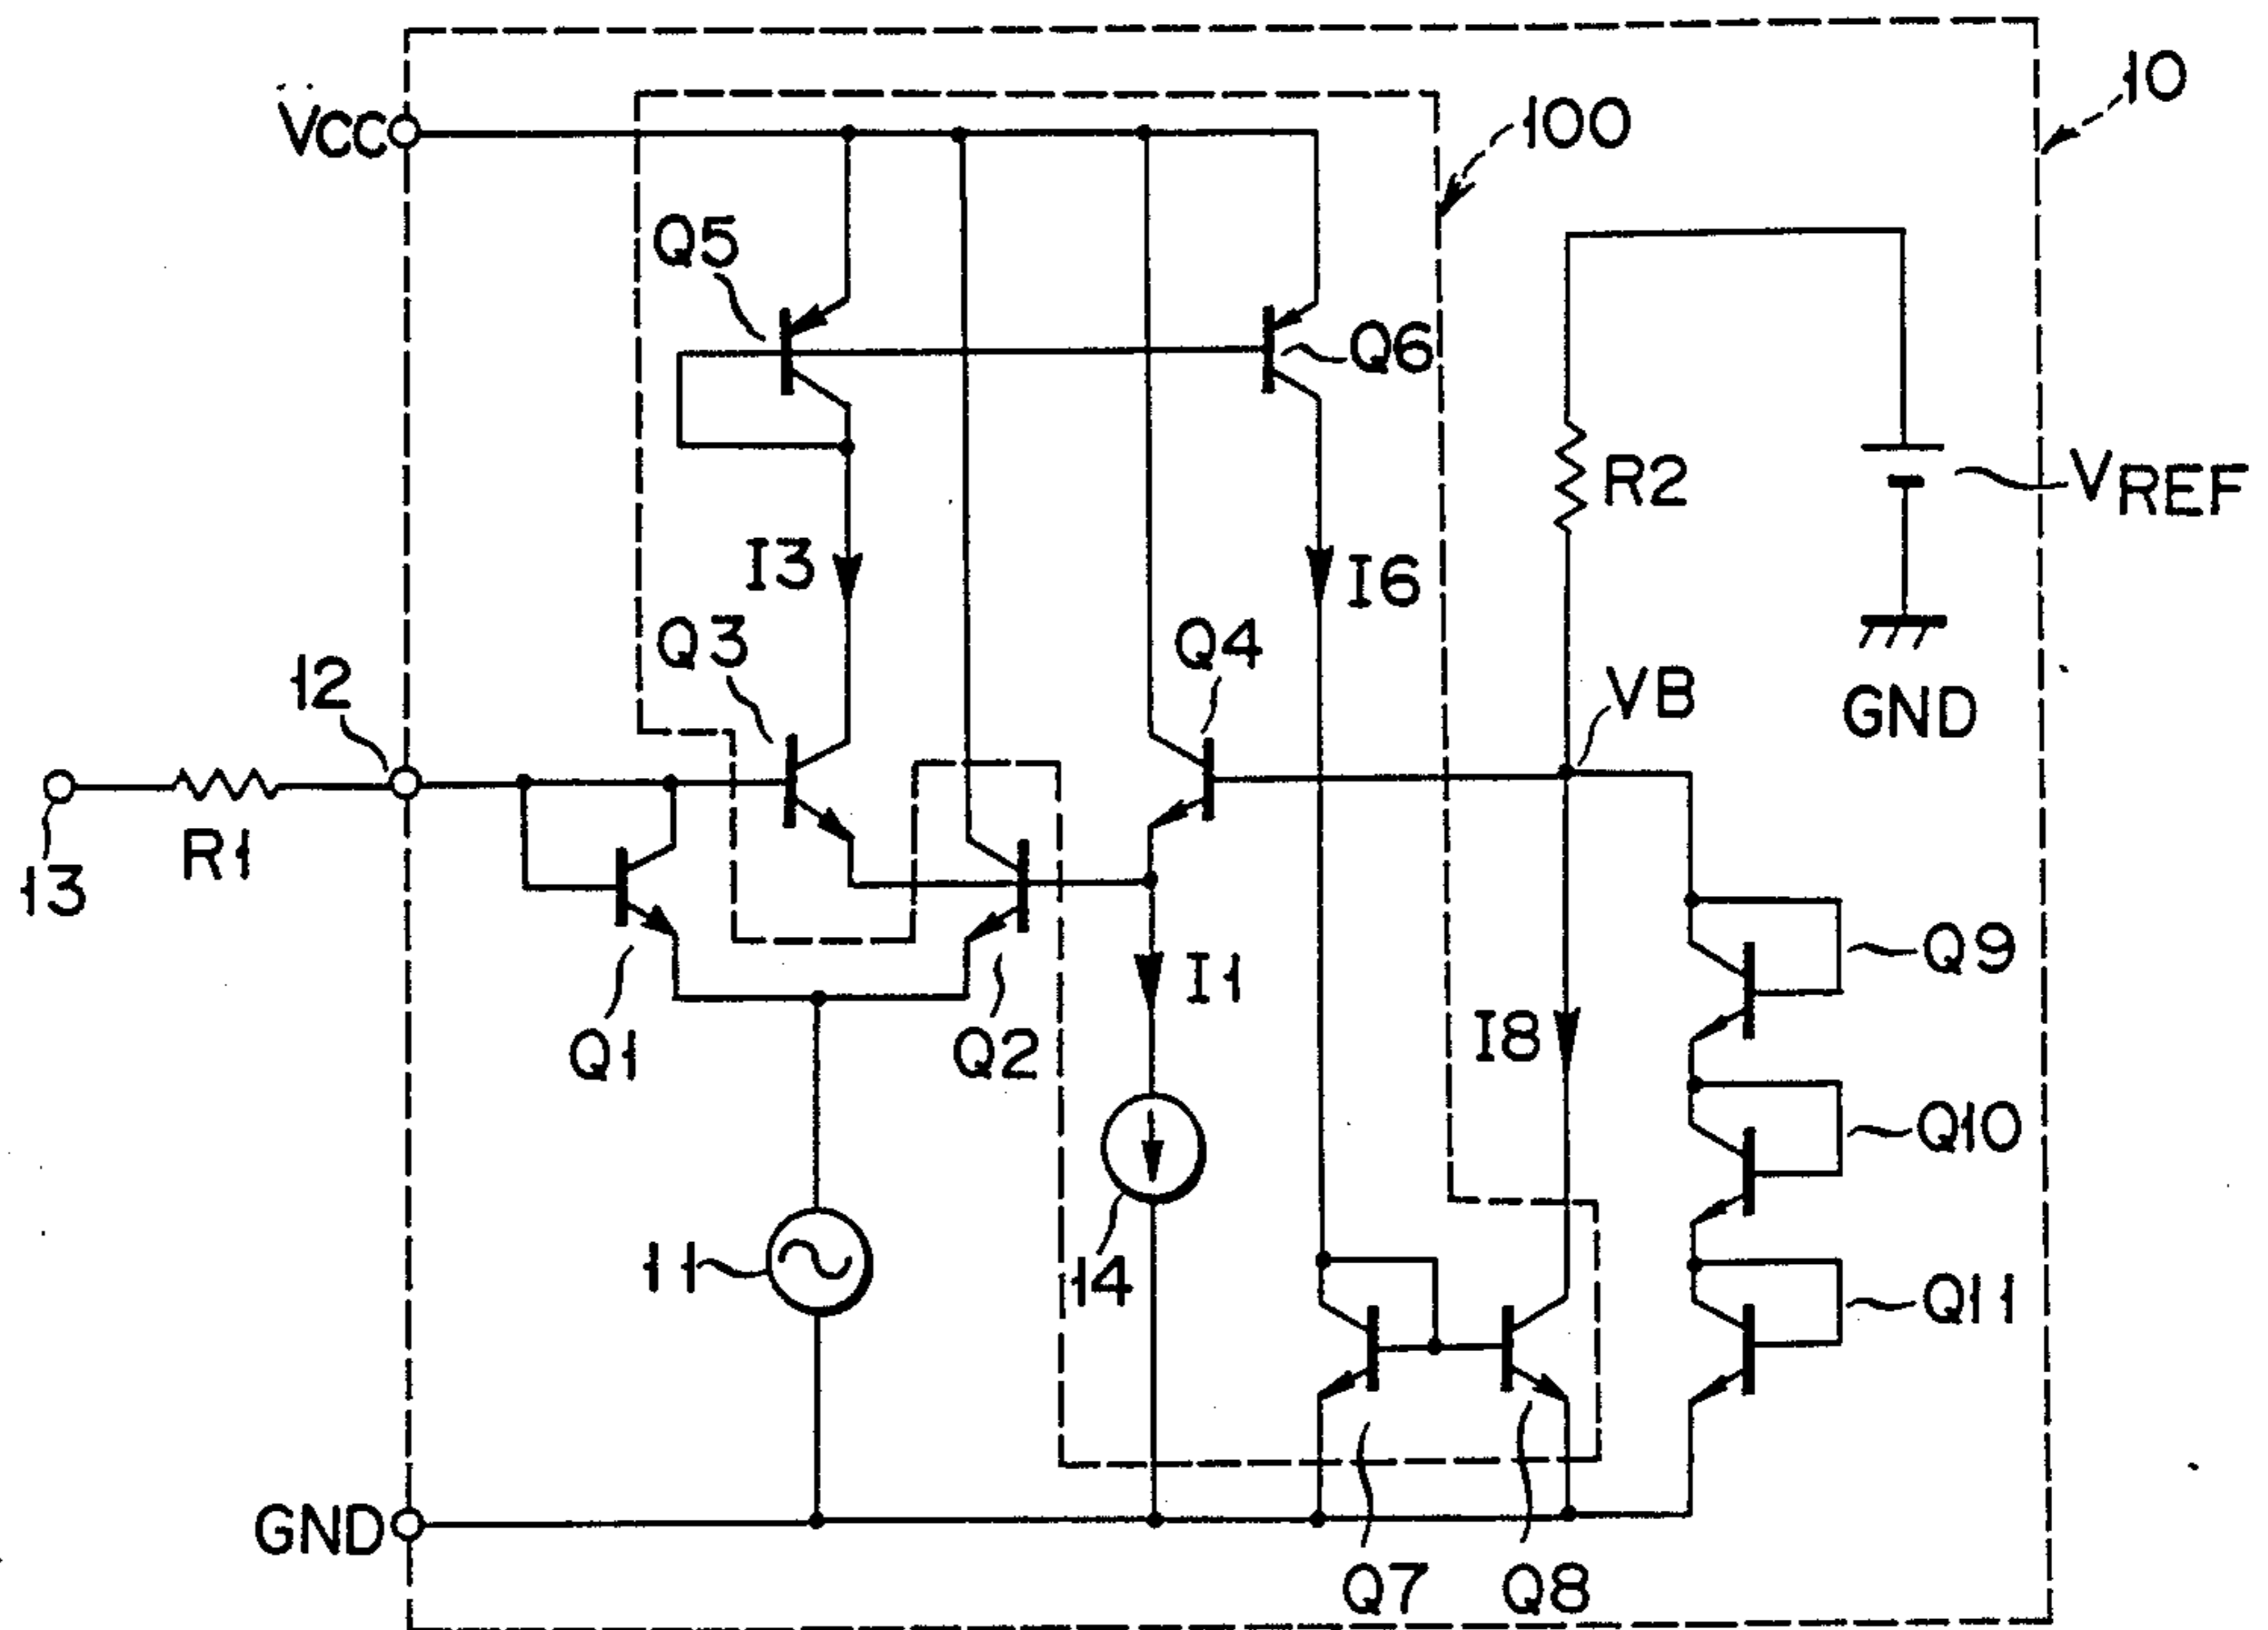 10
VCC
100
Q5
Q6
R2
VREF
I3
I6
Q3
Q4
12
VB
GND
R1
13
Q9
I1
Q1
Q2
I8
Q10
11
14
Q11
GND
Q7
Q8